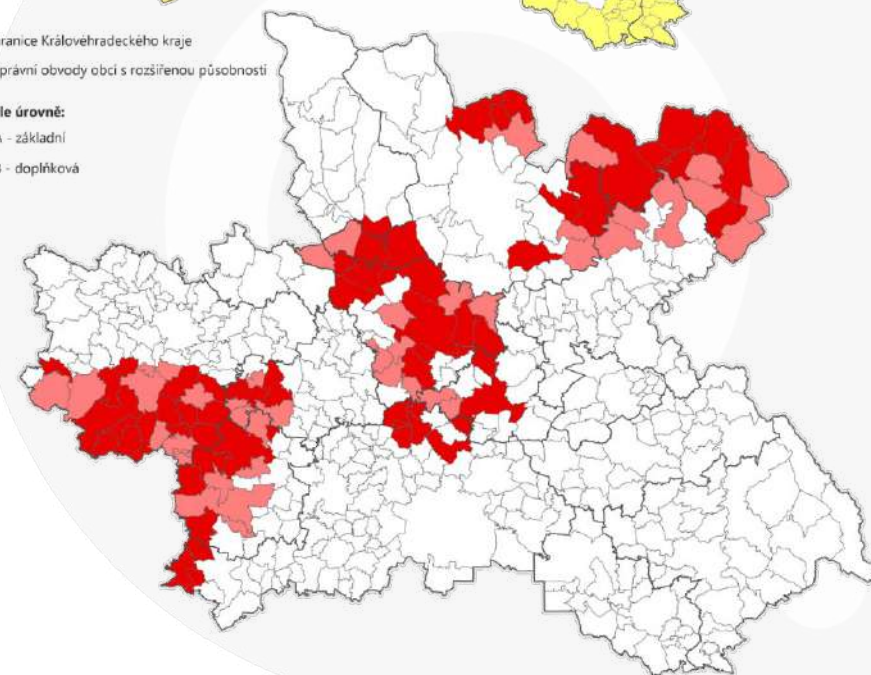 ranice Královéhradeckého kraje
právní obvody obcí s rozšířenou působností
le úrovně:
- základní
- doplňková